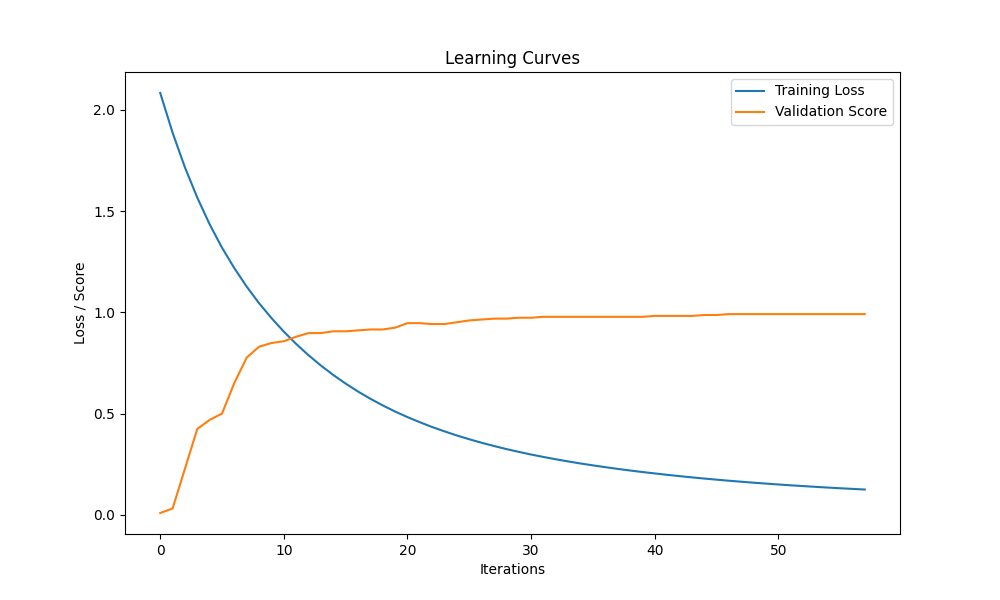 Learning Curves
Training Loss
Validation Score
2.0
1.5
1.0
0.5
0.0
Loss / Score
0 10 20 30 40 50
Iterations